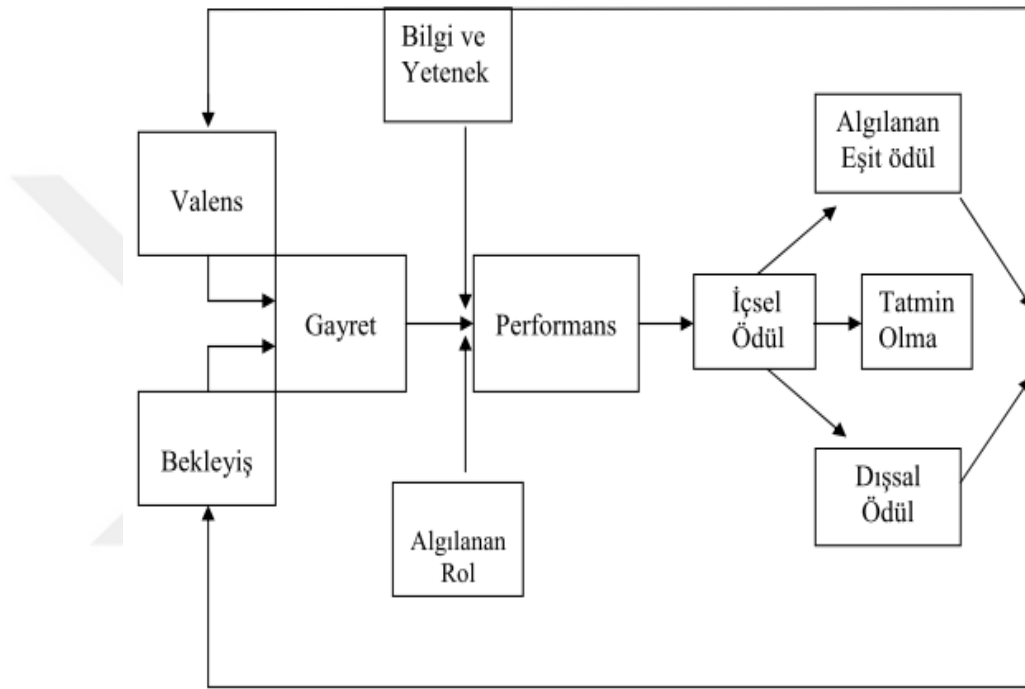 Bilgi ve
Yetenek
Algılanan
Eşit ödül
Valens
Gayret
Performans
İçsel
Ödül
Tatmin
Olma
Bekleyiş
Algılanan
Rol
Dışsal
Ödül